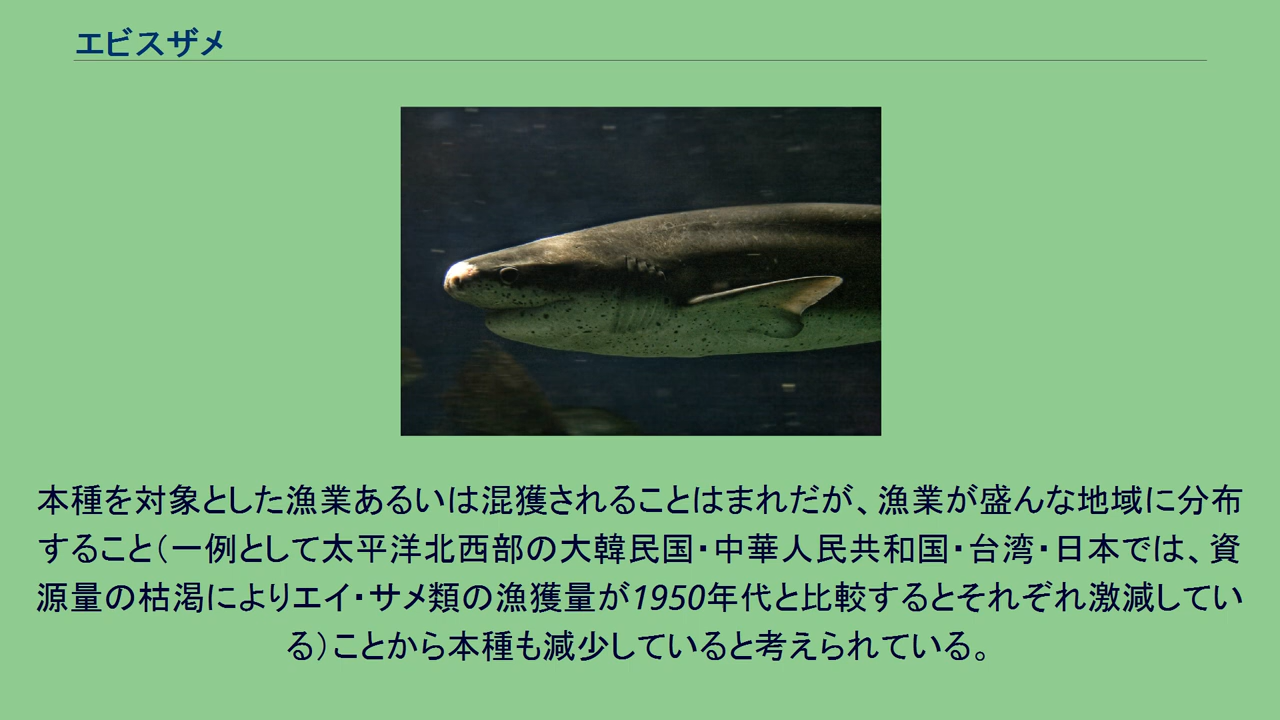 エビスザメ
本種を対象とした漁業あるいは混獲されることはまれだが、漁業が盛んな地域に分布
すること（一例として太平洋北西部の大韓民国・中華人民共和国・台湾・日本では、資
源量の枯渇によりエイ・サメ類の漁獲量が1950年代と比較するとそれぞれ激減してい
る）ことから本種も減少していると考えられている。